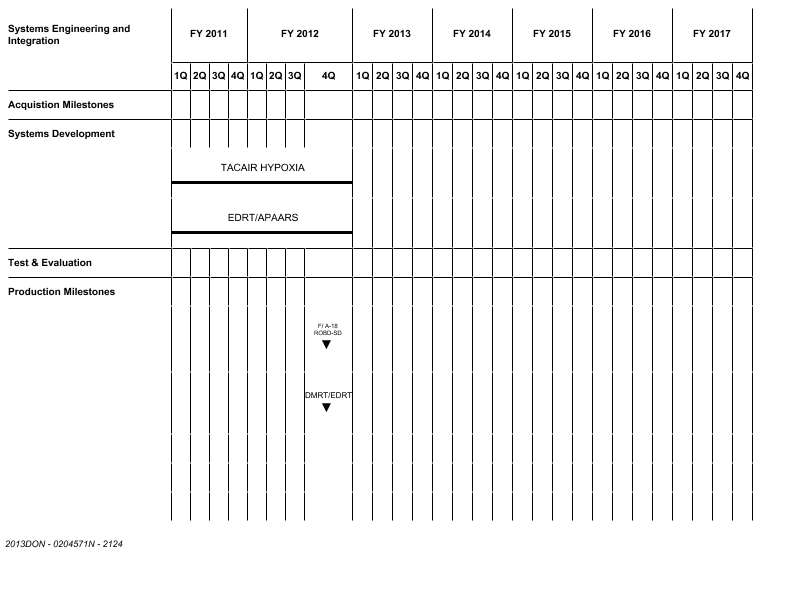 Systems Engineering and
Integration
FY 2011 FY 2012 FY 2013 FY 2014 FY 2015 FY 2016 FY 2017
1Q 2Q 3Q 4Q 1Q 2Q 3Q 4Q 1Q 2Q 3Q 4Q 1Q 2Q 3Q 4Q 1Q 2Q 3Q 4Q 1Q 2Q 3Q 4Q 1Q 2Q 3Q 4Q
Acquistion Milestones
Systems Development
TACAIR HYPOXIA
EDRT/APAARS
Test & Evaluation
Production Milestones
F/ A-18
ROBD-SD
DMRT/EDRT
2013DON - 0204571N - 2124